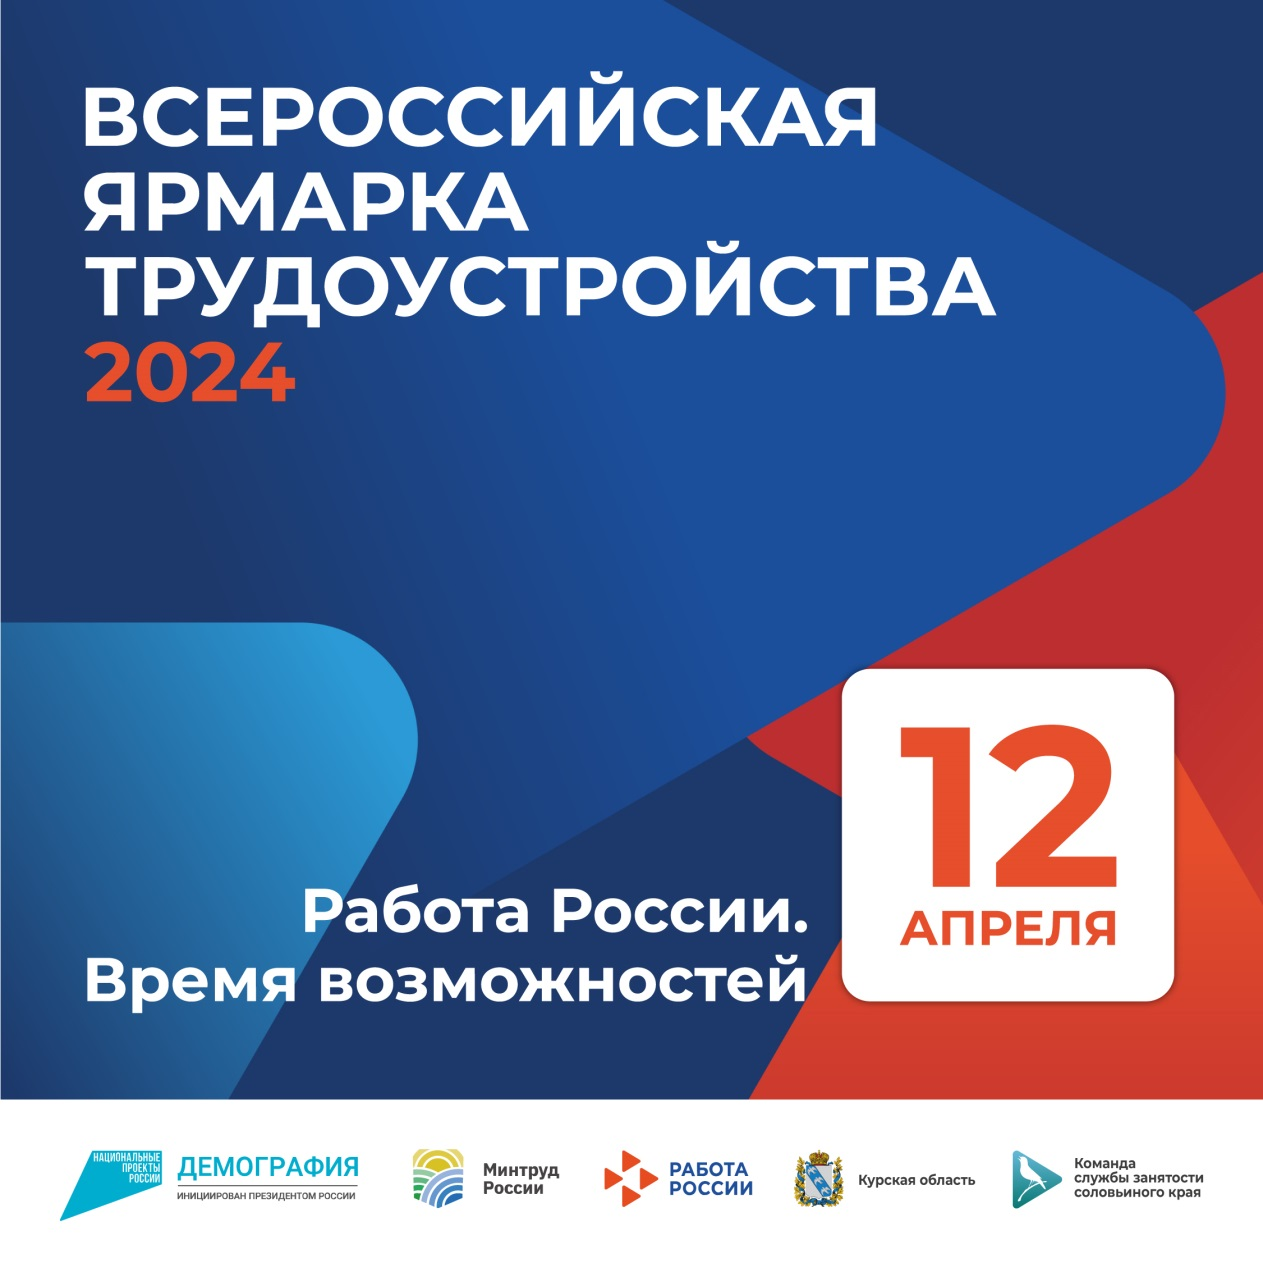 ВСЕРОССИЙСКАЯ
ЯРМАРКА
ТРУДОУСТРОЙСТВА
2024
12
АПРЕЛЯ
Работа России.
Время возможностей
НАЦИОНАЛЬНЫЕ
ПРОЕКТЫ
РОССИИ
ДЕМОГРАФИЯ
ИНИЦИИРОВАН ПРЕЗИДЕНТОМ РОССИИ
Минтруд
России
РАБОТА
РОССИИ
Курская область
Команда
службы занятости
соловьиного края